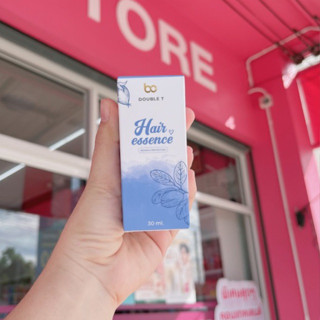 TORE
DOUBLE T
Hair
essence
30 ml.